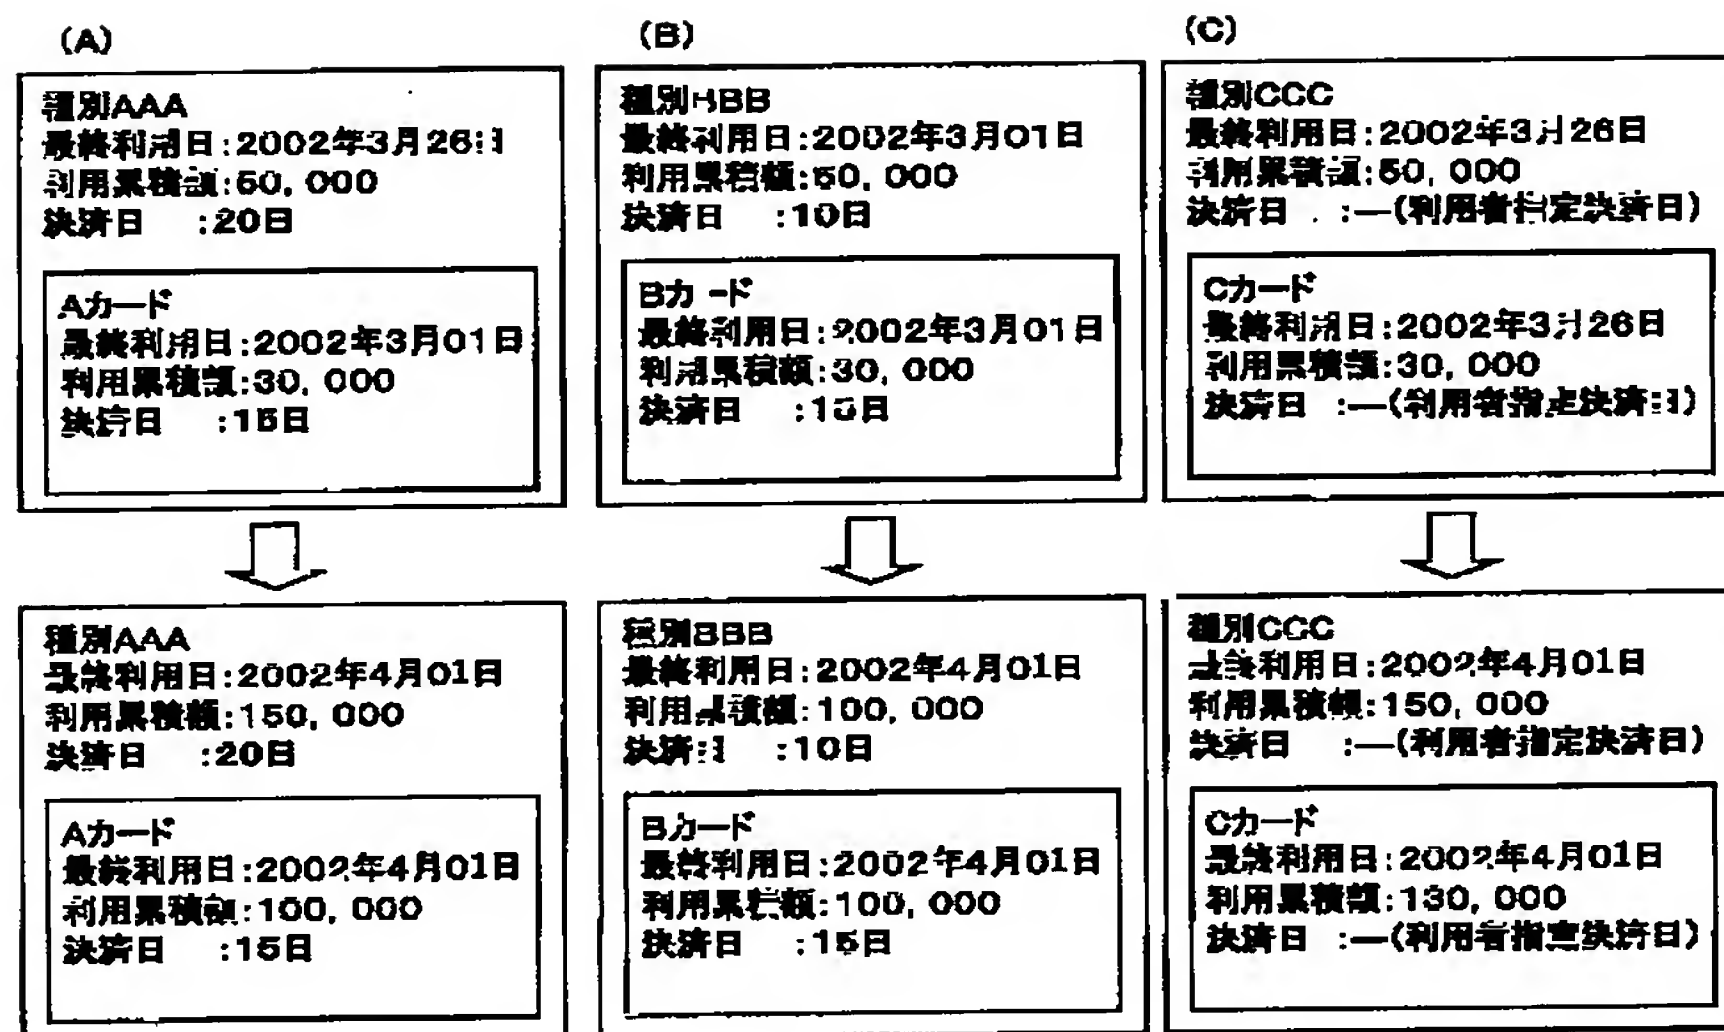 (A)
種別AAA
最終利用日:2002年3月26日
利用累積額:50,000
決済日 :20日
Aカード
最終利用日:2002年3月01日
利用累積額:30,000
決済日 :15日
種別AAA
最終利用日:2002年4月01日
利用累積額:150,000
決済日 :20日
Aカード
最終利用日:2002年4月01日
利用累積額:100,000
決済日 :15日
(B)
種別BBB
最終利用日:2002年3月01日
利用累積額:50,000
決済日 :10日
Bカード
最終利用日:2002年3月01日
利用累積額:30,000
決済日 :15日
種別BBB
最終利用日:2002年4月01日
利用累積額:100,000
決済日 :10日
Bカード
最終利用日:2002年4月01日
利用累積額:100,000
決済日 :15日
(C)
種別CCC
最終利用日:2002年3月26日
利用累積額:50,000
決済日 :―(利用者指定決済日)
Cカード
最終利用日:2002年3月26日
利用累積額:30,000
決済日 :―(利用者指定決済日)
種別CCC
最終利用日:2002年4月01日
利用累積額:150,000
決済日 :―(利用者指定決済日)
Cカード
最終利用日:2002年4月01日
利用累積額:130,000
決済日 :―(利用者指定決済日)